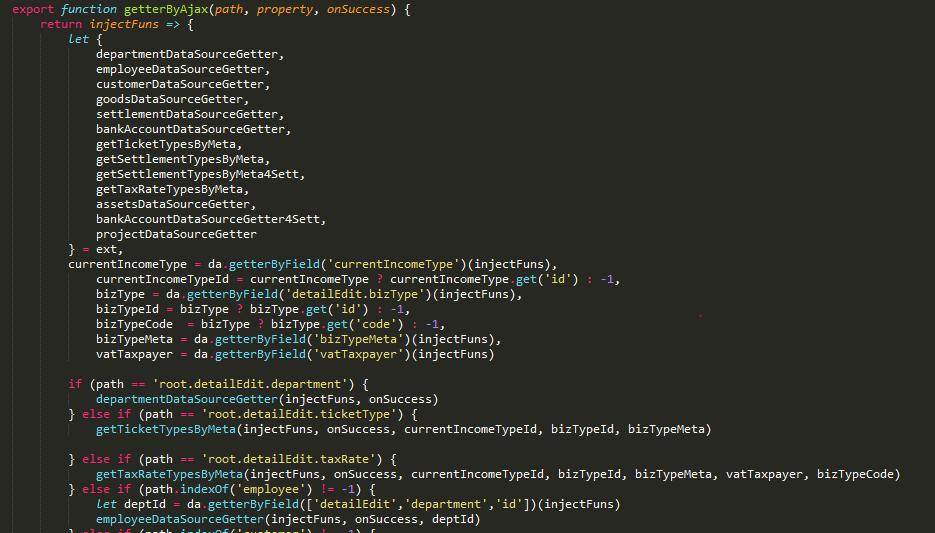 export function getterByAjax(path, property, onSuccess) {
return injectFuns => {
let {
departmentDataSourceGetter,
employeeDataSourceGetter,
customerDataSourceGetter,
goodsDataSourceGetter,
settlementDataSourceGetter,
bankAccountDataSourceGetter,
getTicketTypesByMeta,
getSettlementTypesByMeta,
getSettlementTypesByMeta4Sett,
getTaxRateTypesByMeta,
assetsDataSourceGetter,
bankAccountDataSourceGetter4Sett,
projectDataSourceGetter
} = ext,
currentIncomeType = da.getterByField('currentIncomeType')(injectFuns),
currentIncomeTypeId = currentIncomeType ? currentIncomeType.get('id') : -1,
bizType = da.getterByField('detailEdit.bizType')(injectFuns),
bizTypeId = bizType ? bizType.get('id') : -1,
bizTypeCode  = bizType ? bizType.get('code') : -1,
bizTypeMeta = da.getterByField('bizTypeMeta')(injectFuns),
vatTaxpayer = da.getterByField('vatTaxpayer')(injectFuns)
if (path == 'root.detailEdit.department') {
departmentDataSourceGetter(injectFuns, onSuccess)
} else if (path == 'root.detailEdit.ticketType') {
getTicketTypesByMeta(injectFuns, onSuccess, currentIncomeTypeId, bizTypeId, bizTypeMeta)
} else if (path == 'root.detailEdit.taxRate') {
getTaxRateTypesByMeta(injectFuns, onSuccess, currentIncomeTypeId, bizTypeId, bizTypeMeta, vatTaxpayer, bizTypeCode)
} else if (path.indexOf('employee') != -1) {
let deptId = da.getterByField(['detailEdit','department','id'])(injectFuns)
employeeDataSourceGetter(injectFuns, onSuccess, deptId)
} else if (path.indexOf('customer') != -1) {